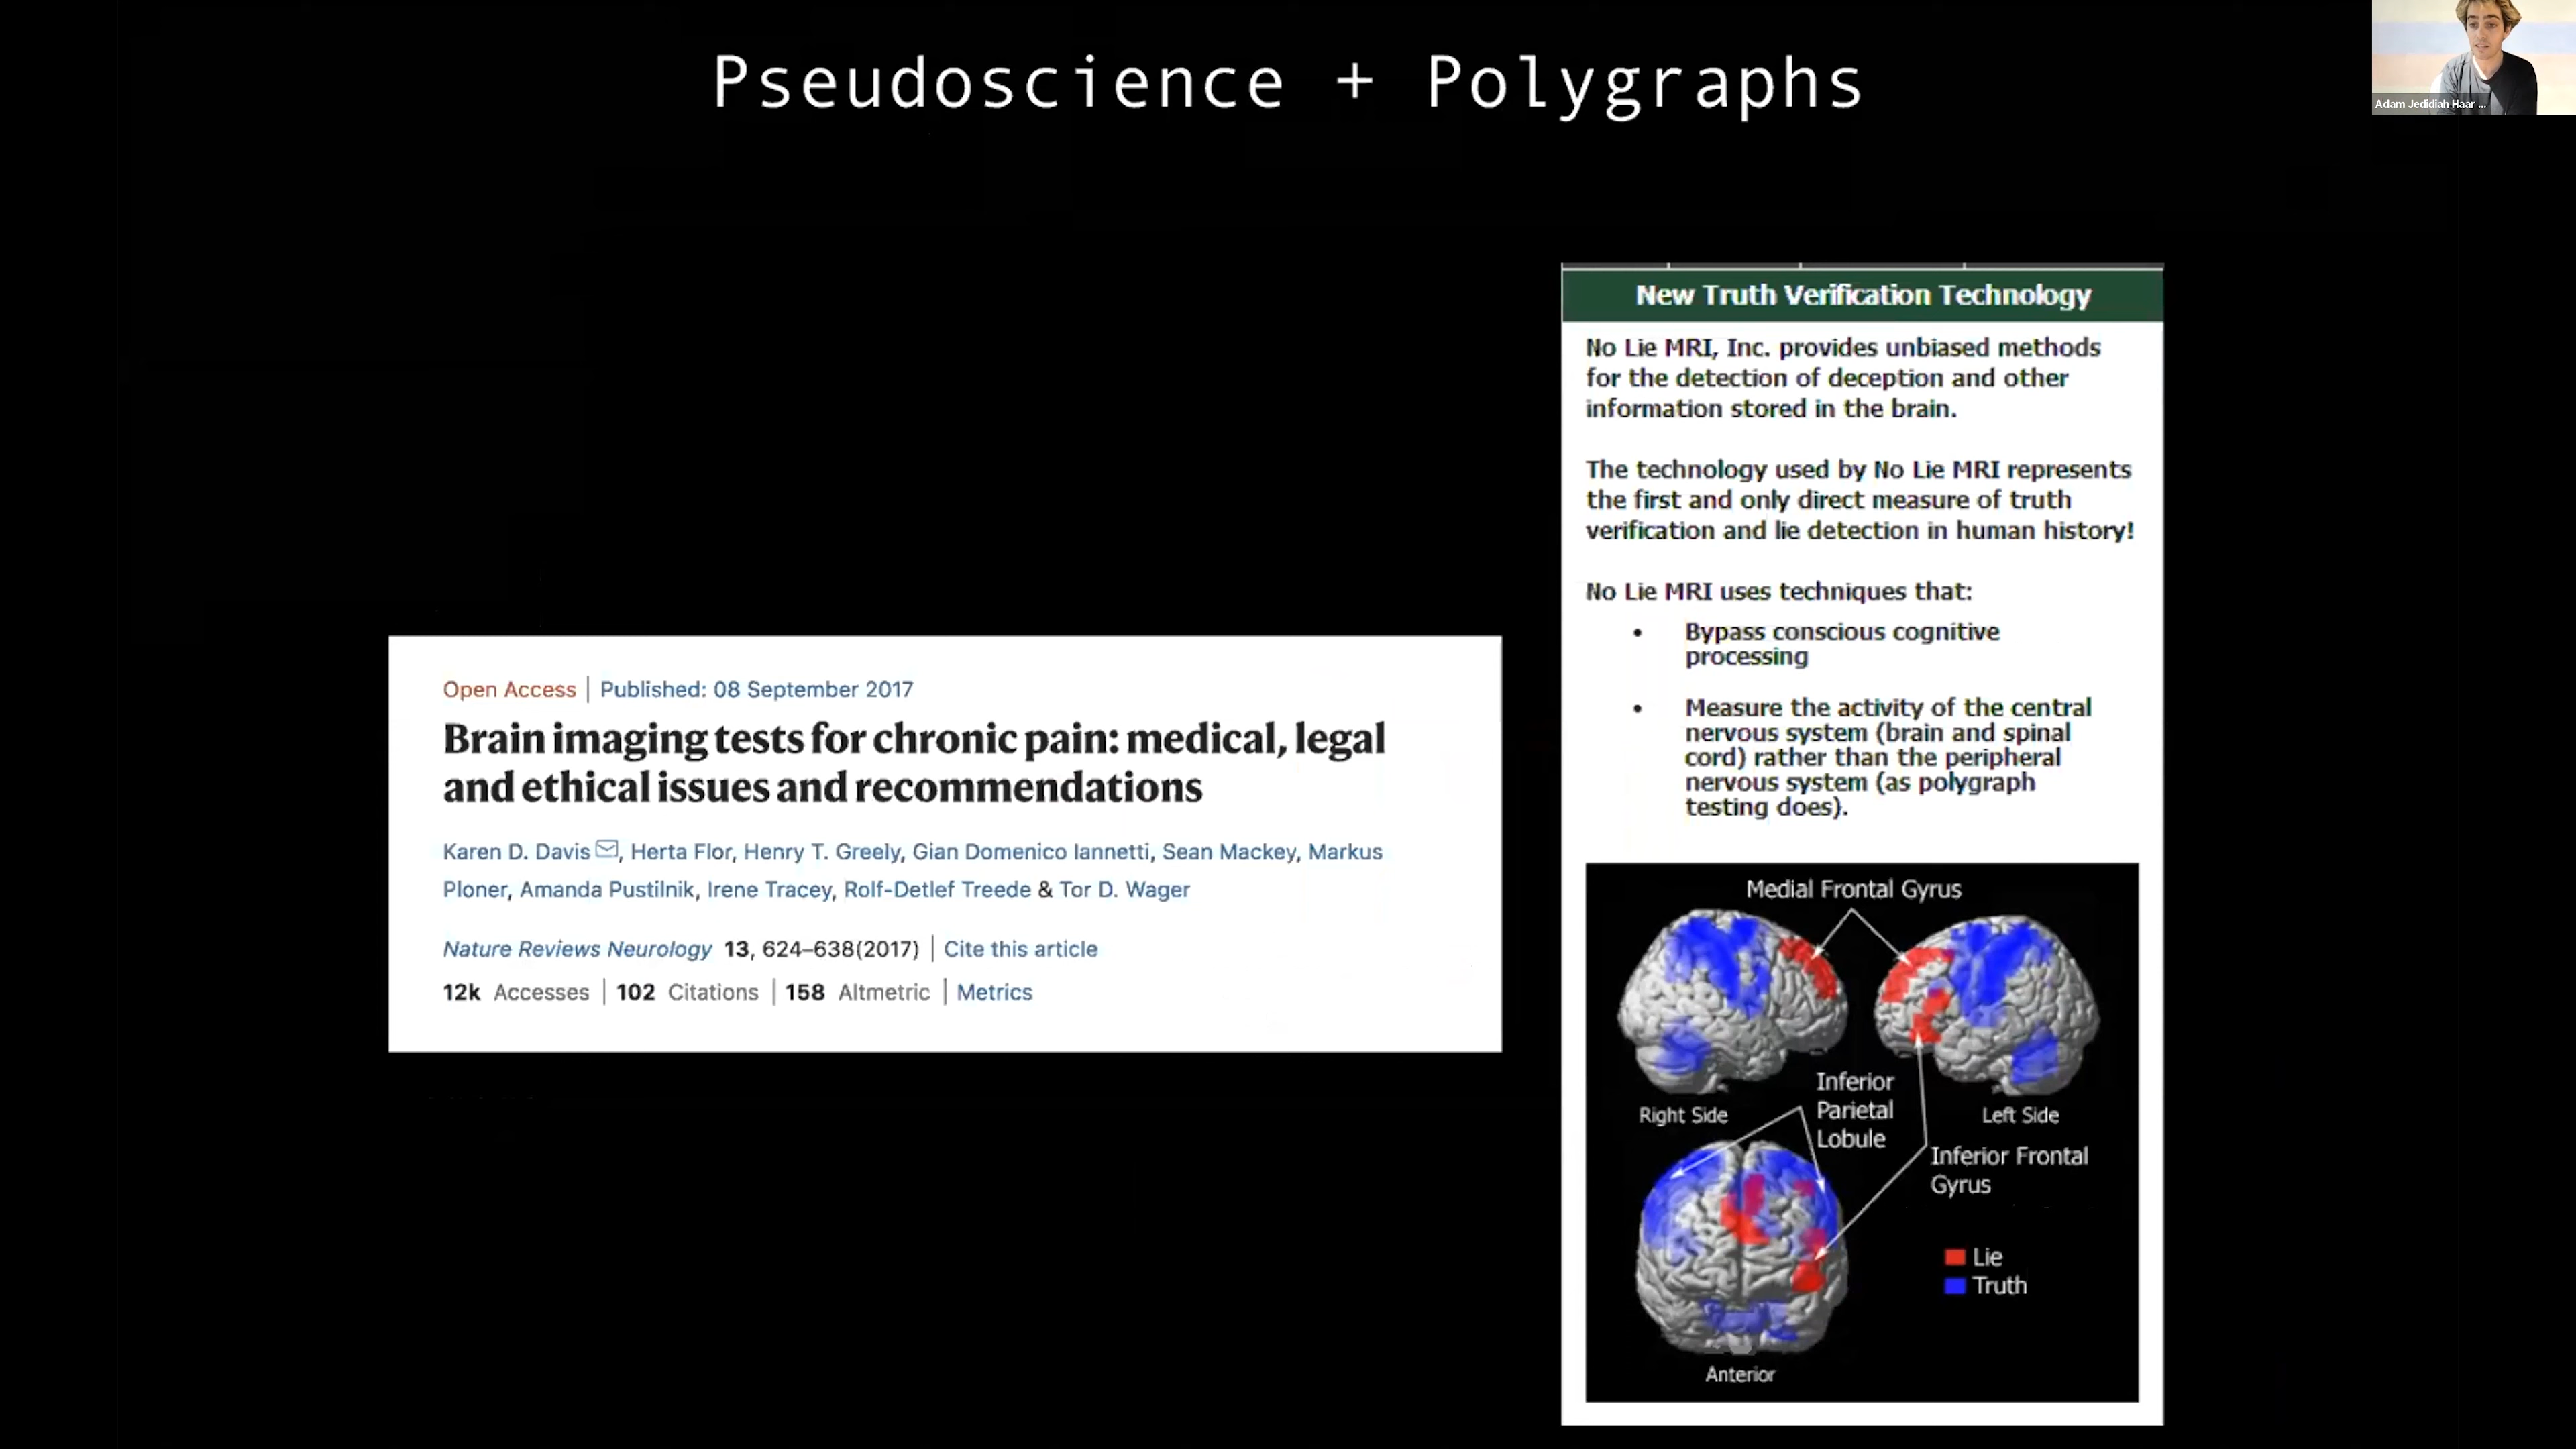 Pseudoscience + Polygraphs
Adam Jedidiah Haar ...
Open Access | Published: 08 September 2017
Brain imaging tests for chronic pain: medical, legal
and ethical issues and recommendations
Karen D. Davis, Herta Flor, Henry T. Greely, Gian Domenico Iannetti, Sean Mackey, Markus
Ploner, Amanda Pustilnik, Irene Tracey, Rolf-Detlef Treede & Tor D. Wager
Nature Reviews Neurology 13, 624–638(2017) | Cite this article
12k Accesses | 102 Citations | 158 Altmetric | Metrics
New Truth Verification Technology
No Lie MRI, Inc. provides unbiased methods
for the detection of deception and other
information stored in the brain.
The technology used by No Lie MRI represents
the first and only direct measure of truth
verification and lie detection in human history!
No Lie MRI uses techniques that:
• Bypass conscious cognitive
processing
• Measure the activity of the central
nervous system (brain and spinal
cord) rather than the peripheral
nervous system (as polygraph
testing does).
Medial Frontal Gyrus
Right Side
Left Side
Inferior
Parietal
Lobule
Inferior Frontal
Gyrus
Lie
Truth
Anterior